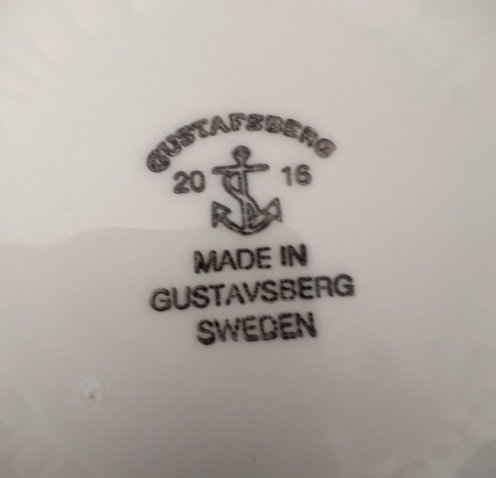 GUSTAFSBERG
20 16
MADE IN
GUSTAVSBERG
SWEDEN